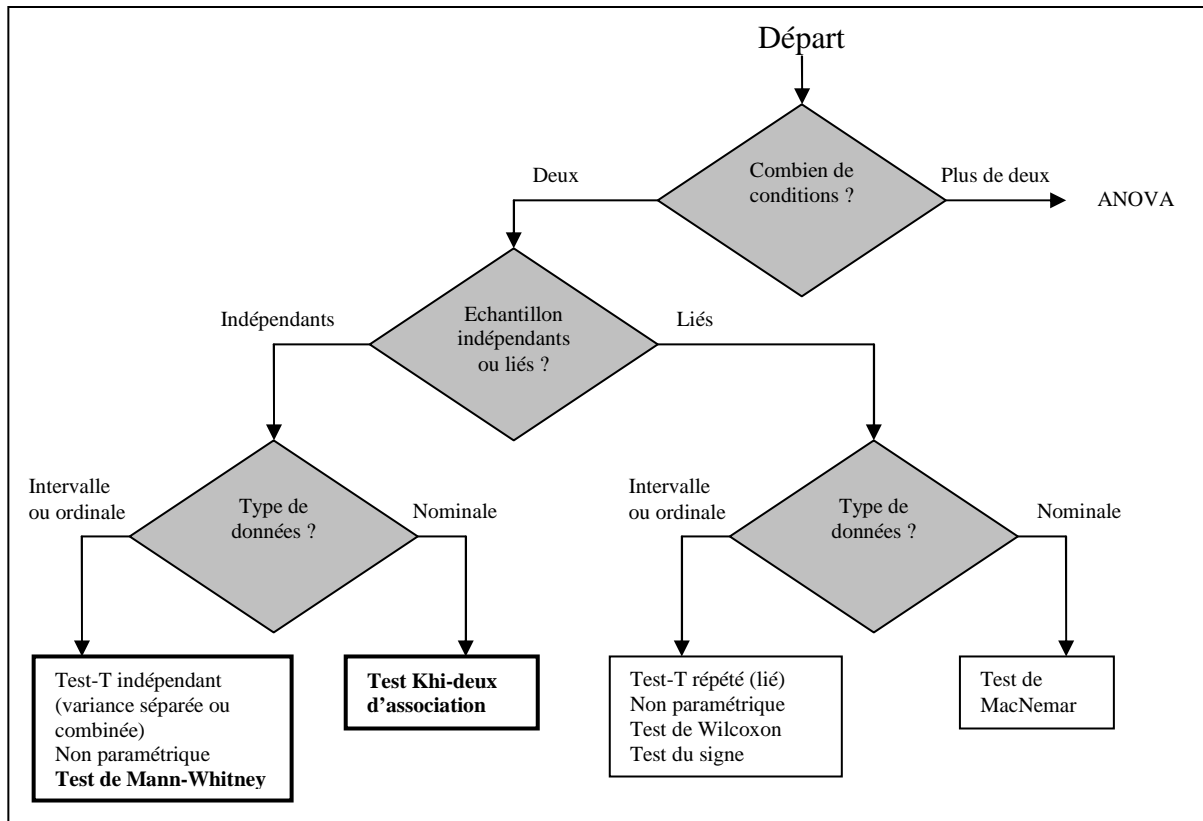 Départ
Combien de
conditions ?
Deux
Plus de deux
ANOVA
Echantillon
indépendants
ou liés ?
Indépendants
Liés
Type de
données ?
Intervalle
ou ordinale
Nominale
Type de
données ?
Intervalle
ou ordinale
Nominale
Test-T indépendant
(variance séparée ou
combinée)
Non paramétrique
Test de Mann-Whitney
Test Khi-deux
d’association
Test-T répété (lié)
Non paramétrique
Test de Wilcoxon
Test du signe
Test de
MacNemar